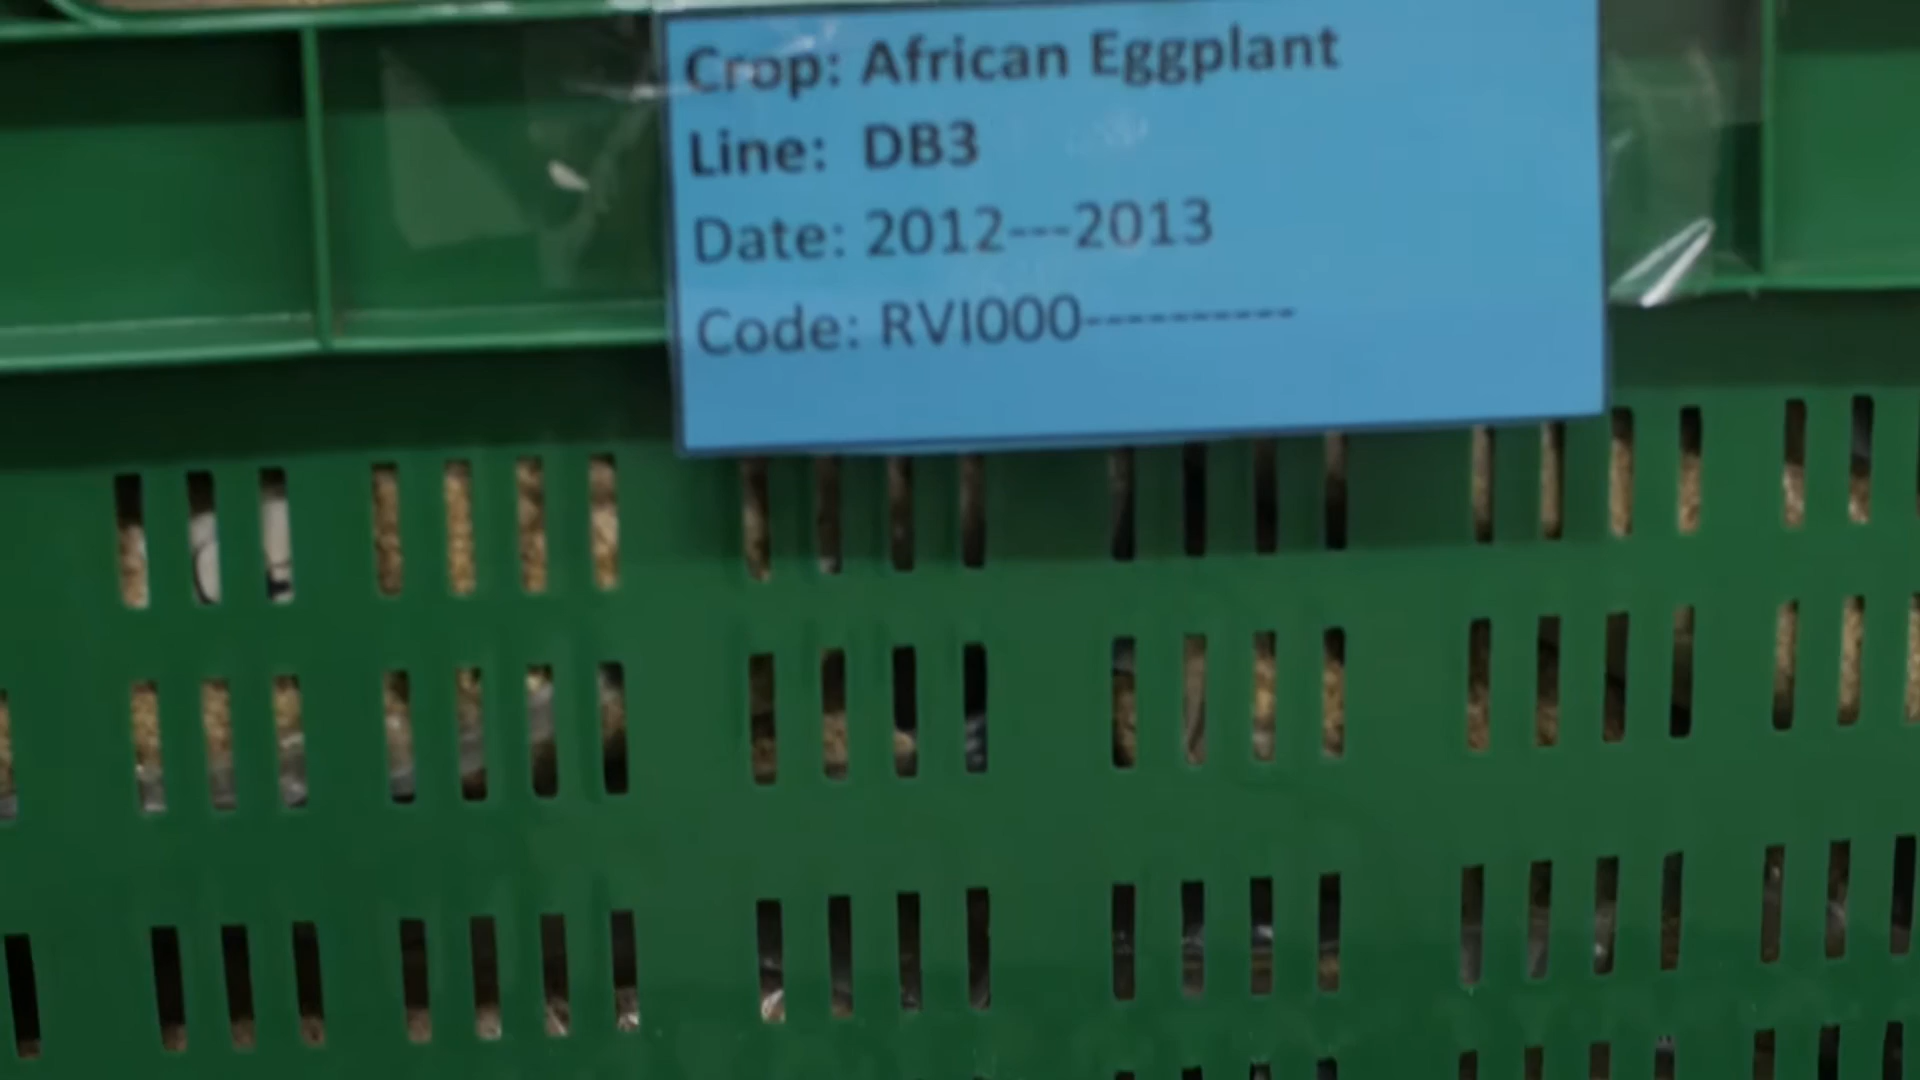 Crop: African Eggplant
Line: DB3
Date: 2012---2013
Code: RVI000----------